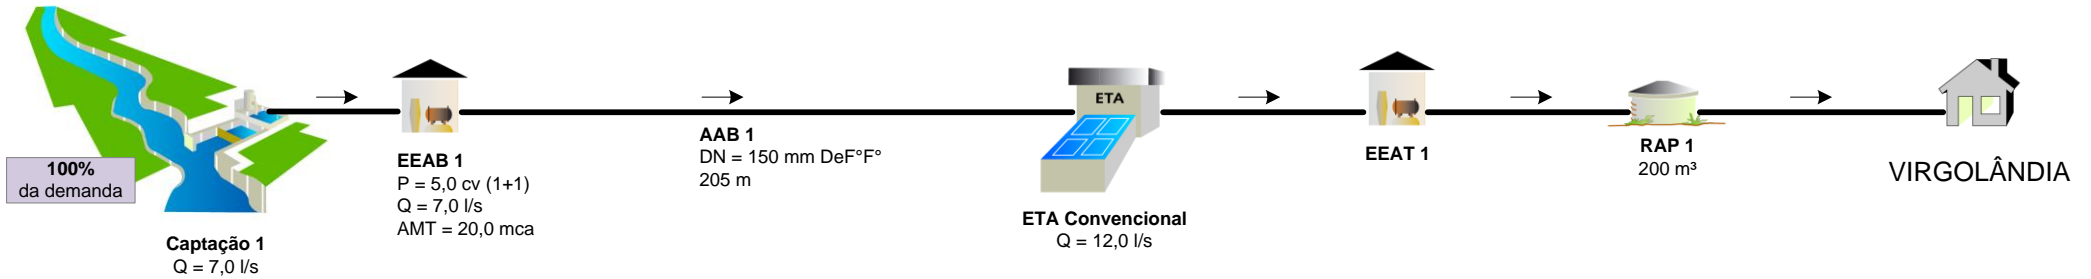 100%
da demanda
Captação 1
Q = 7,0 l/s
EEAB 1
P = 5,0 cv (1+1)
Q = 7,0 l/s
AMT = 20,0 mca
AAB 1
DN = 150 mm DeF°F°
205 m
ETA
ETA Convencional
Q = 12,0 l/s
EEAT 1
RAP 1
200 m³
VIRGOLÂNDIA